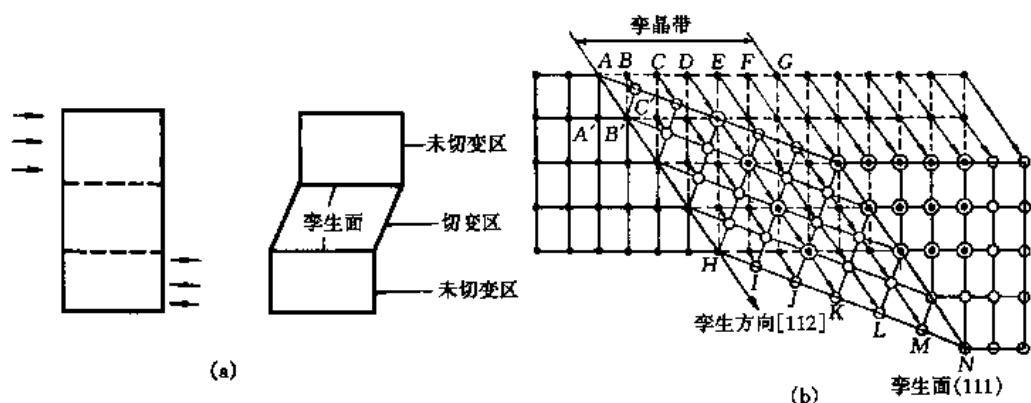 孪晶带
A B C D E F G
C'
A' B'
未切变区
孪生面
切变区
未切变区
H
I
J
K
L
M
N
孪生方向[112]
孪生面(111)
(a)
(b)